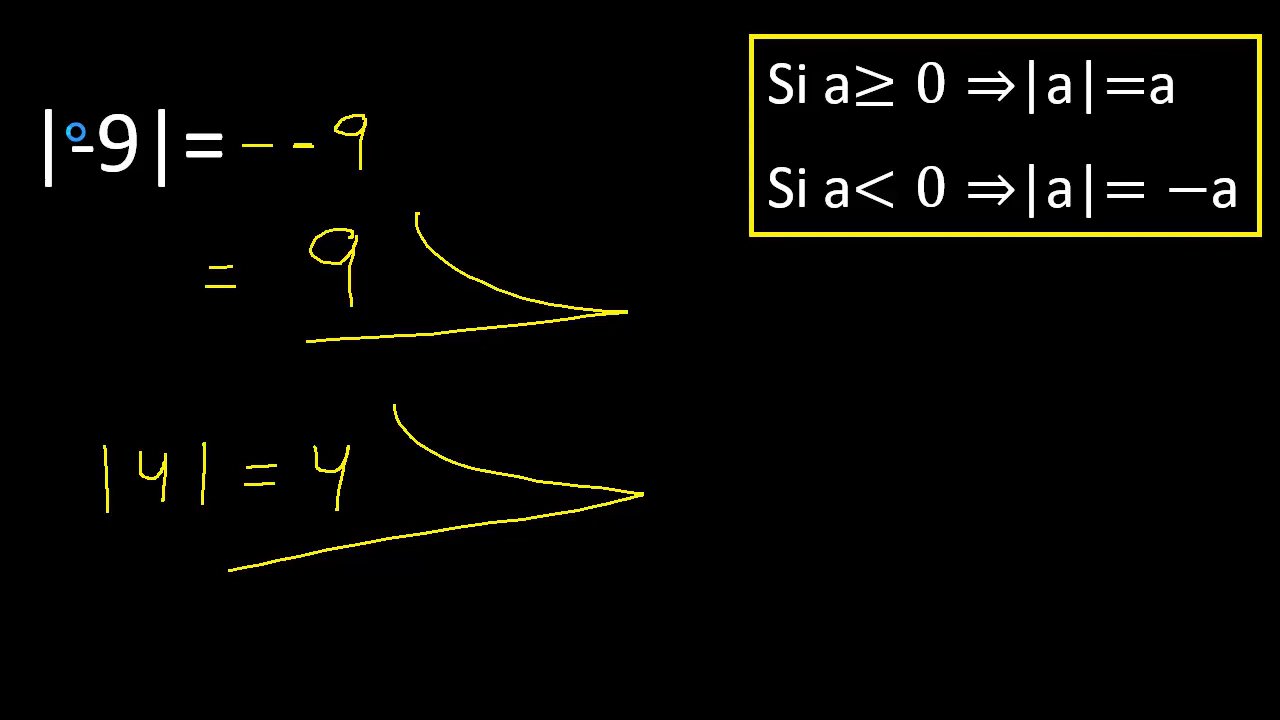 |-9|= - - 9
= 9
|4| = 4
Si a≥ 0 ⇒|a|=a
Si a< 0 ⇒|a|= −a